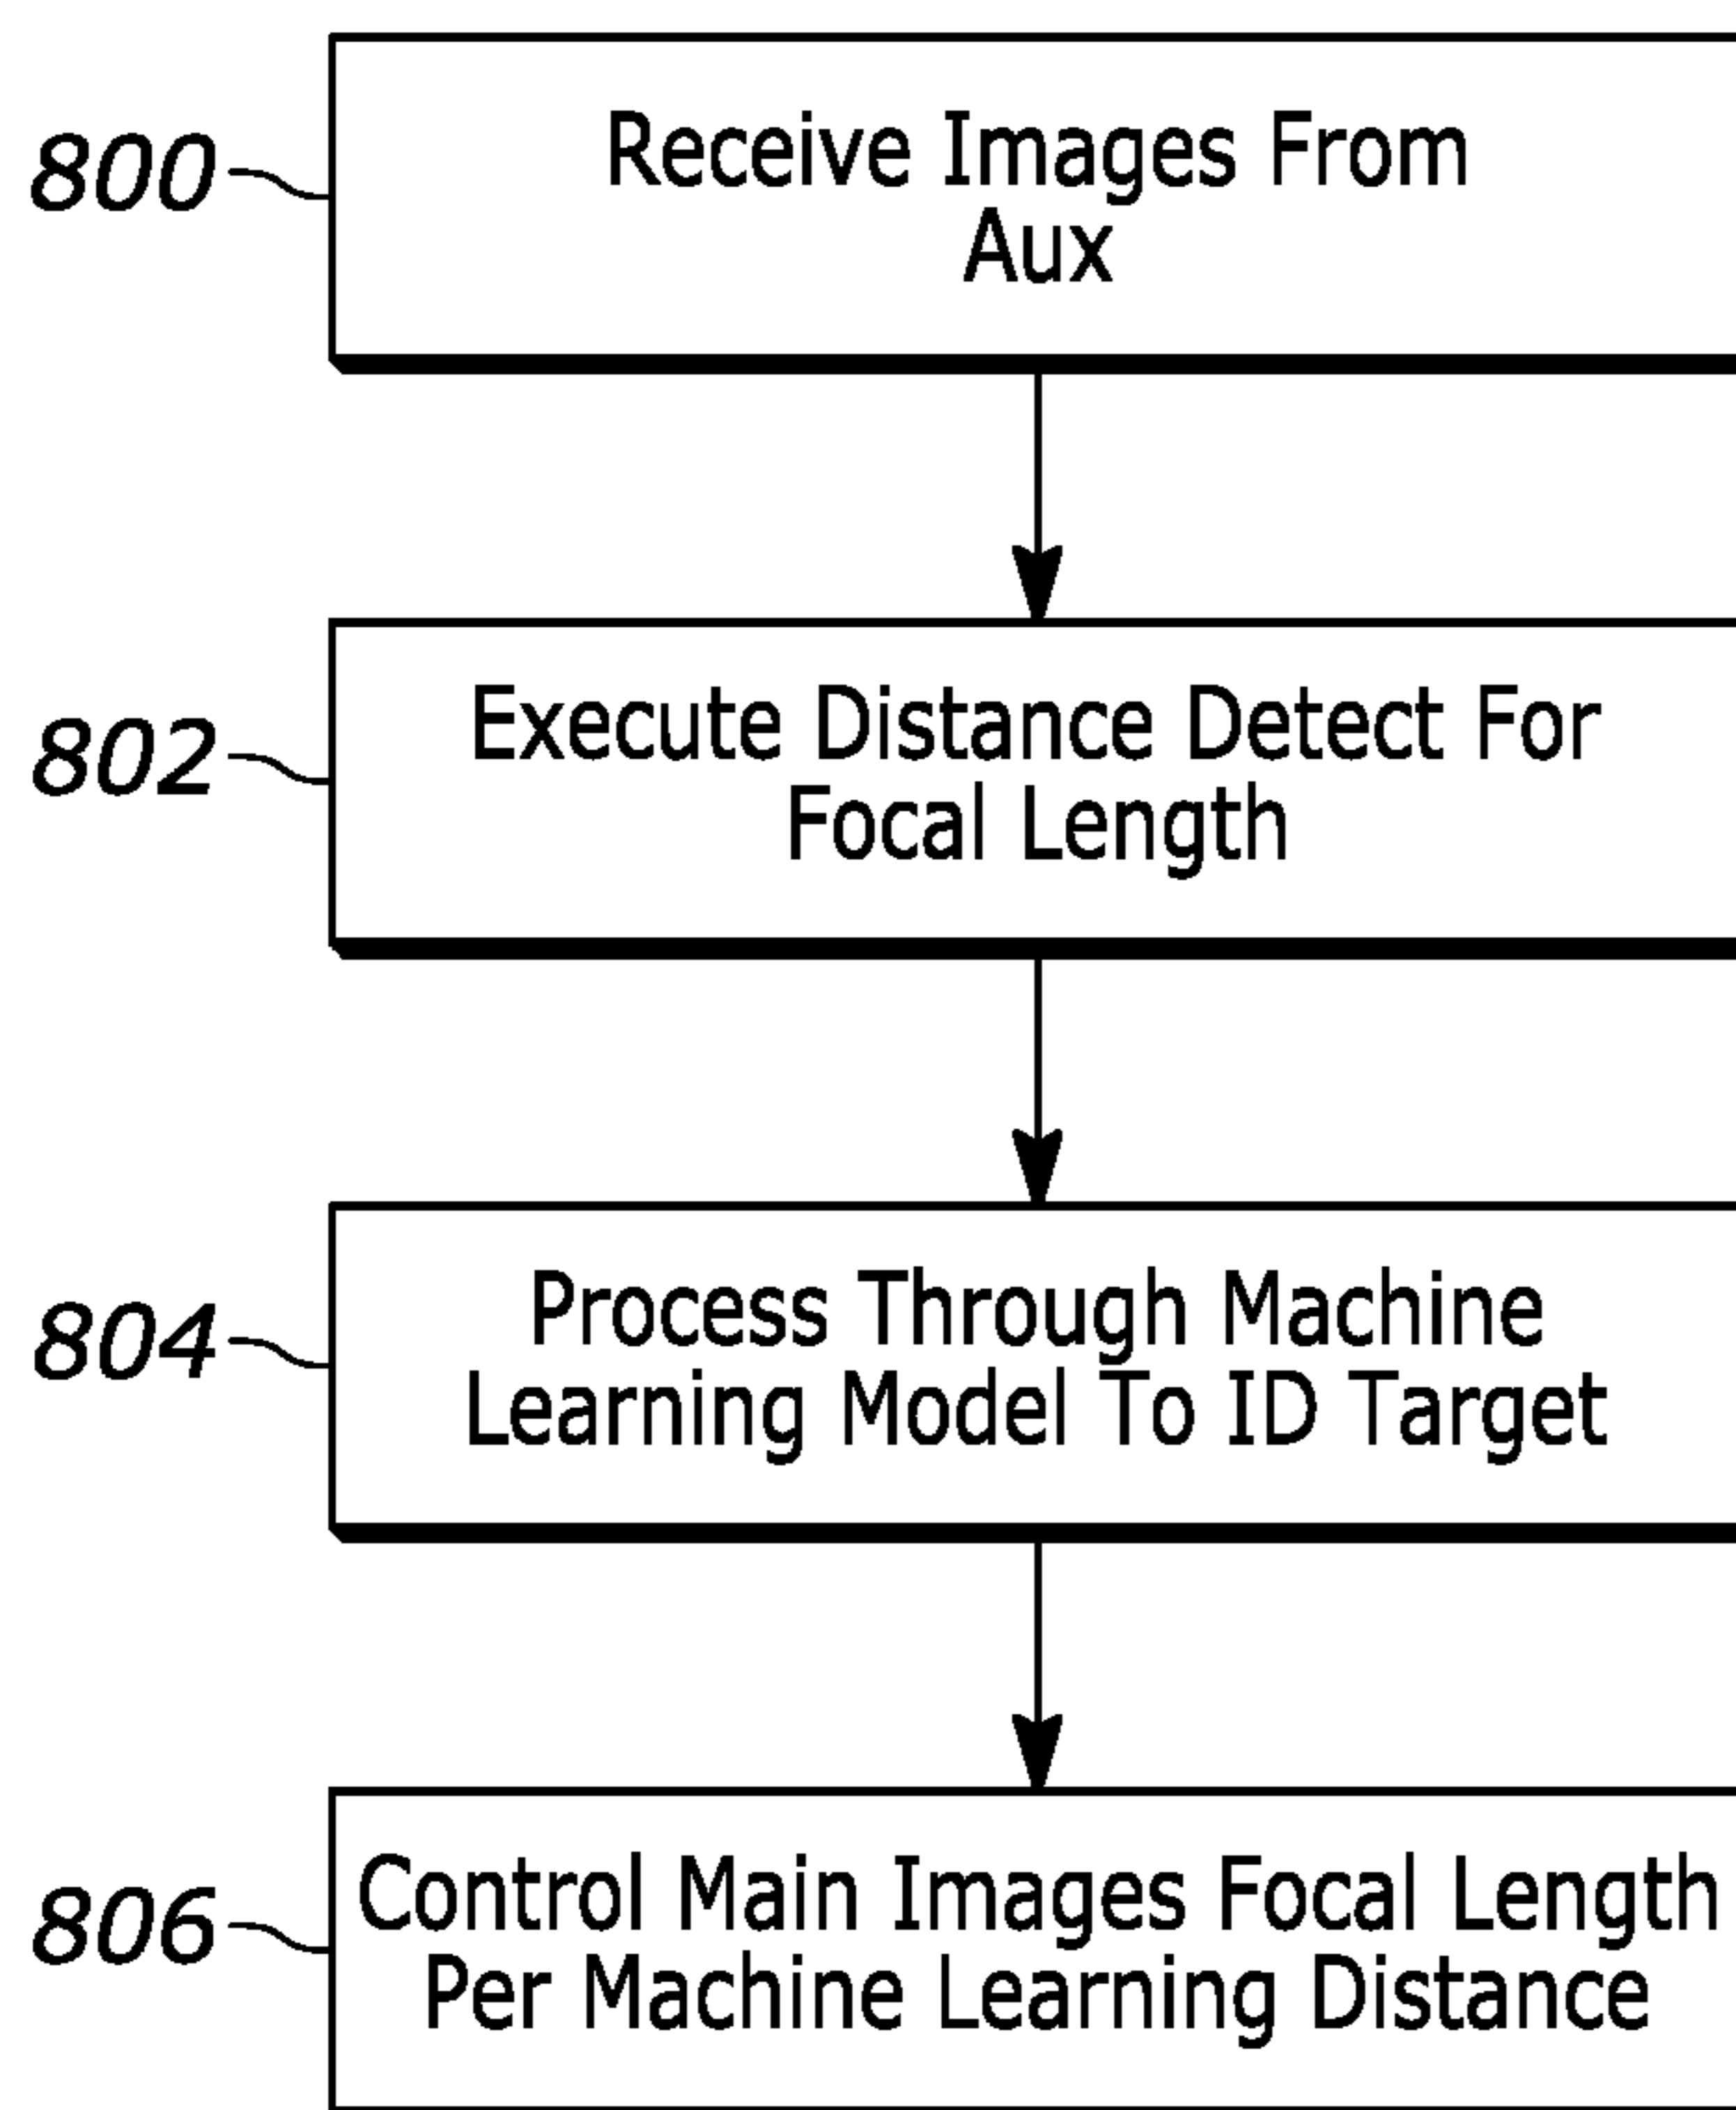 800
Receive Images From
Aux
802
Execute Distance Detect For
Focal Length
804
Process Through Machine
Learning Model To ID Target
806
Control Main Images Focal Length
Per Machine Learning Distance